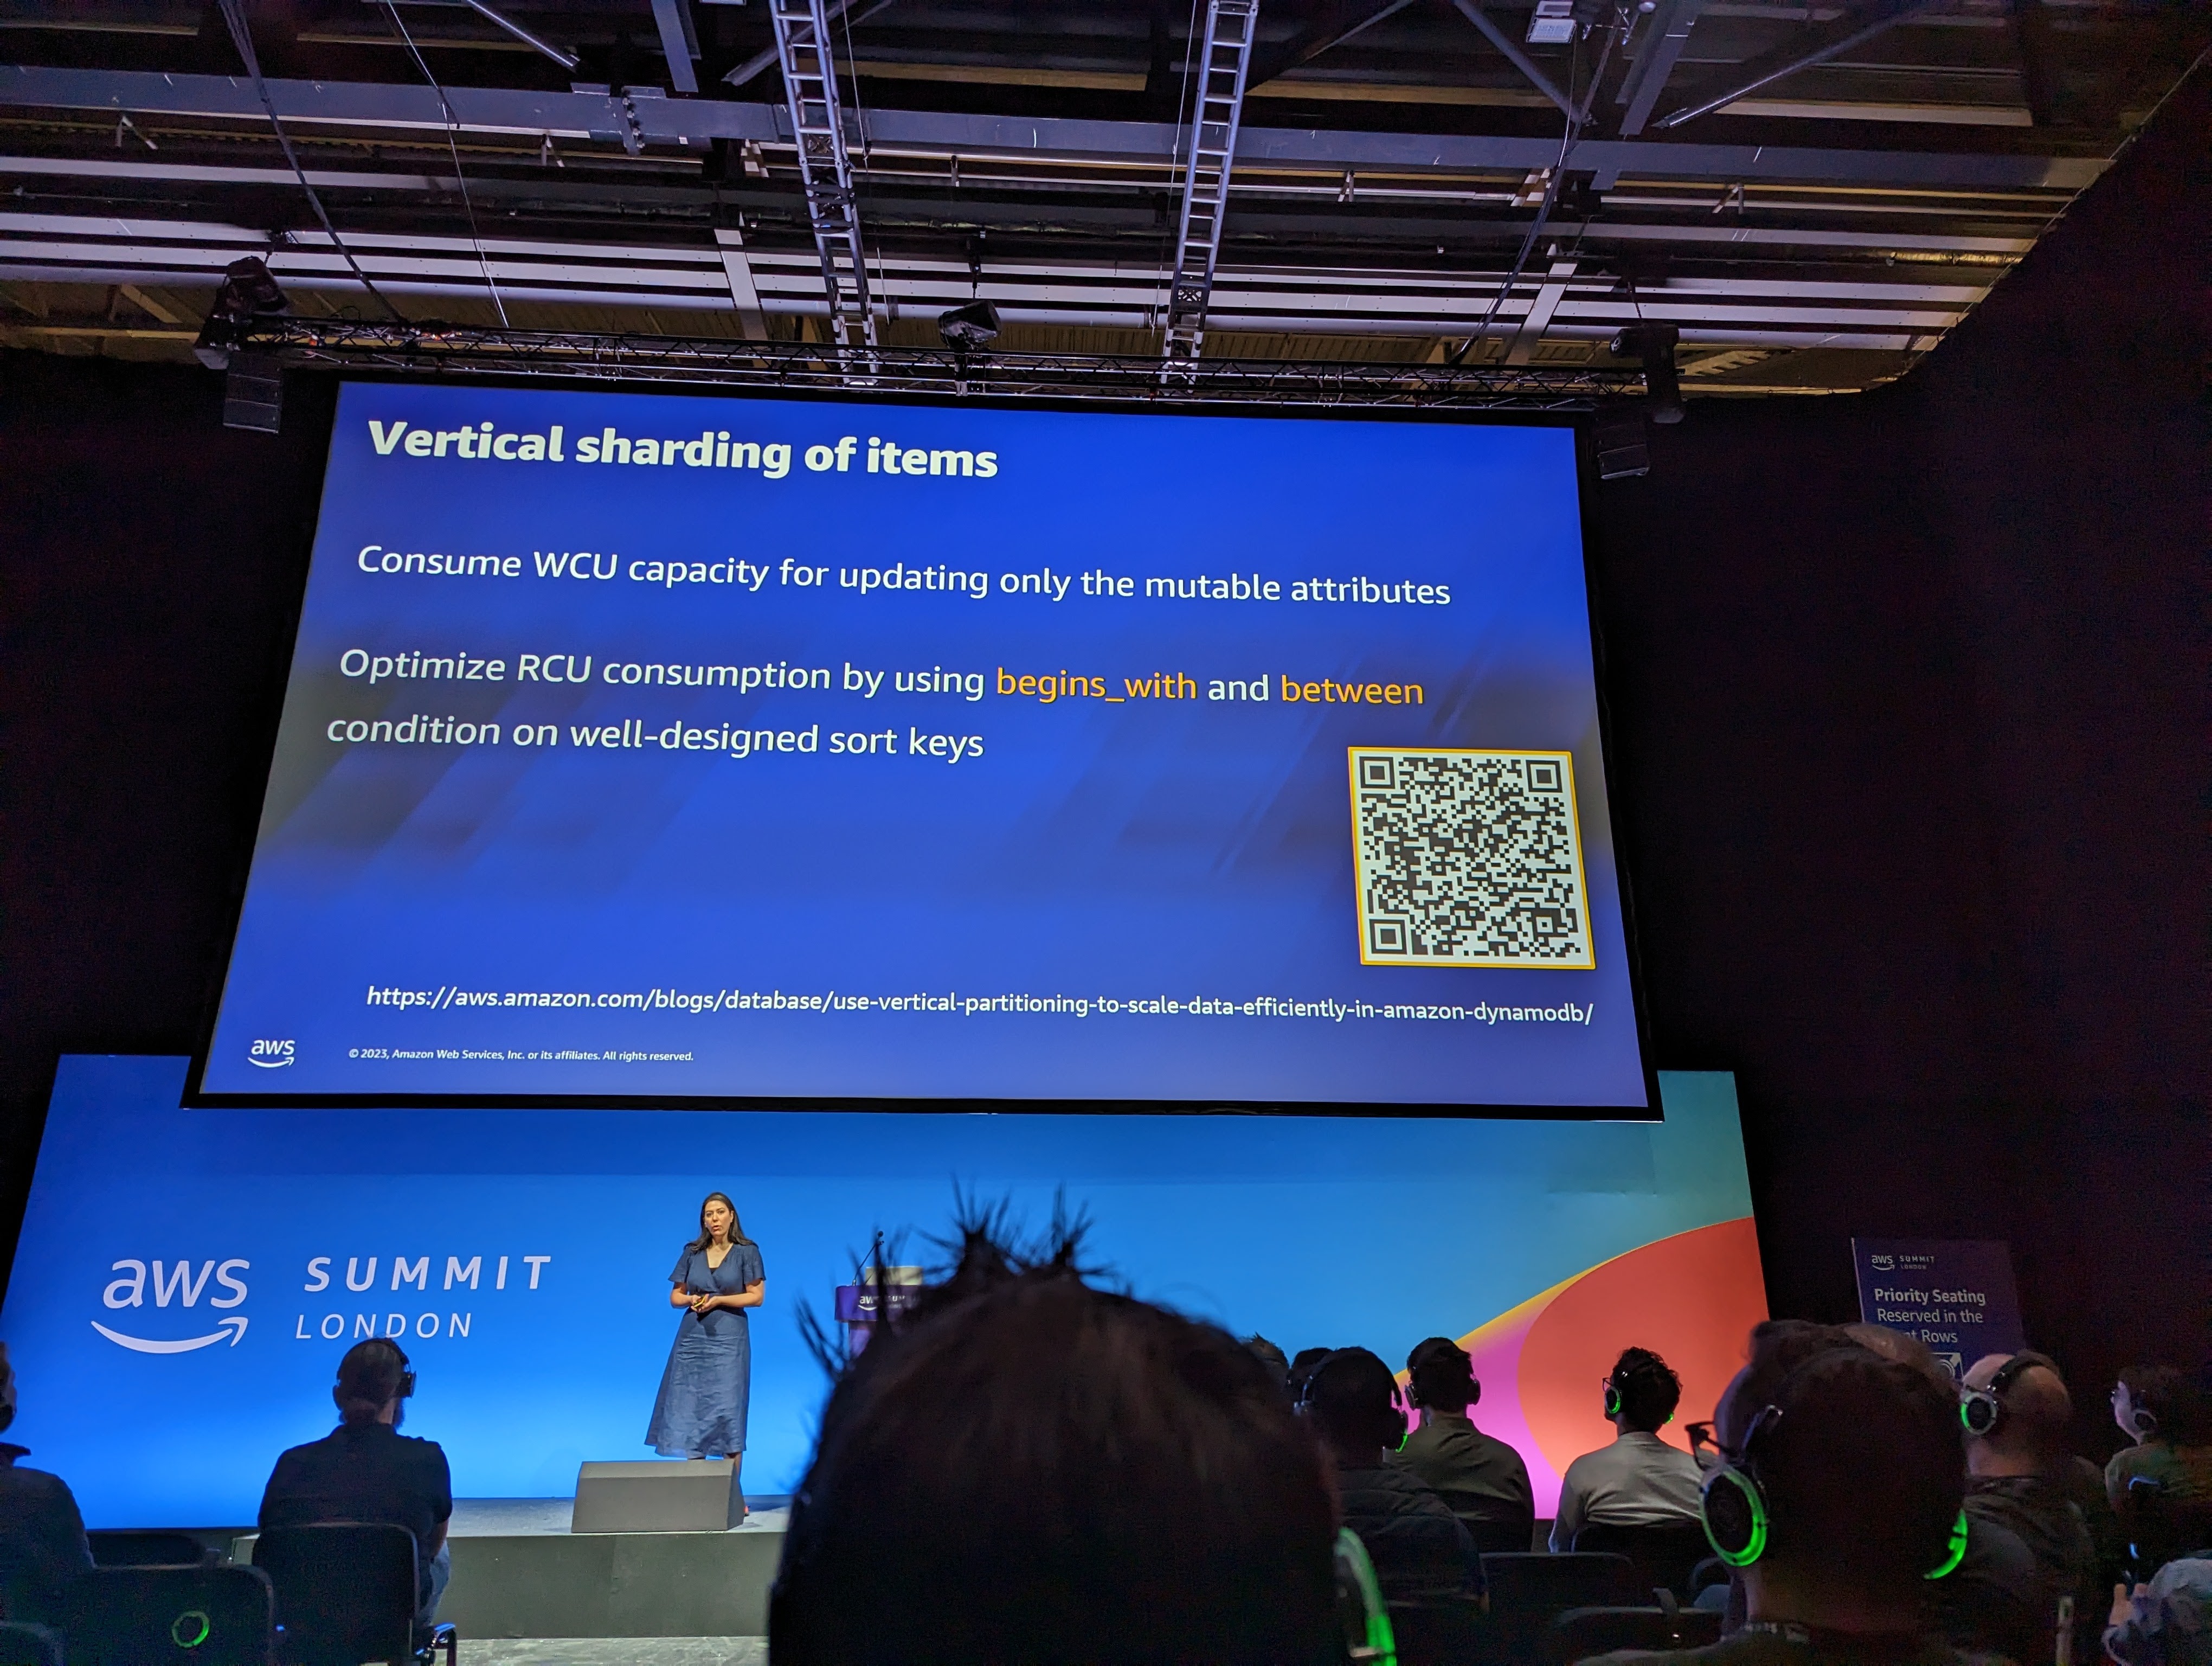 Vertical sharding of items
Consume WCU capacity for updating only the mutable attributes
Optimize RCU consumption by using begins_with and between
condition on well-designed sort keys
https://aws.amazon.com/blogs/database/use-vertical-partitioning-to-scale-data-efficiently-in-amazon-dynamodb/
aws
© 2023, Amazon Web Services, Inc. or its affiliates. All rights reserved.
aws SUMMIT
LONDON
aws SUMMIT
LONDON
Priority Seating
Reserved in the
Rows